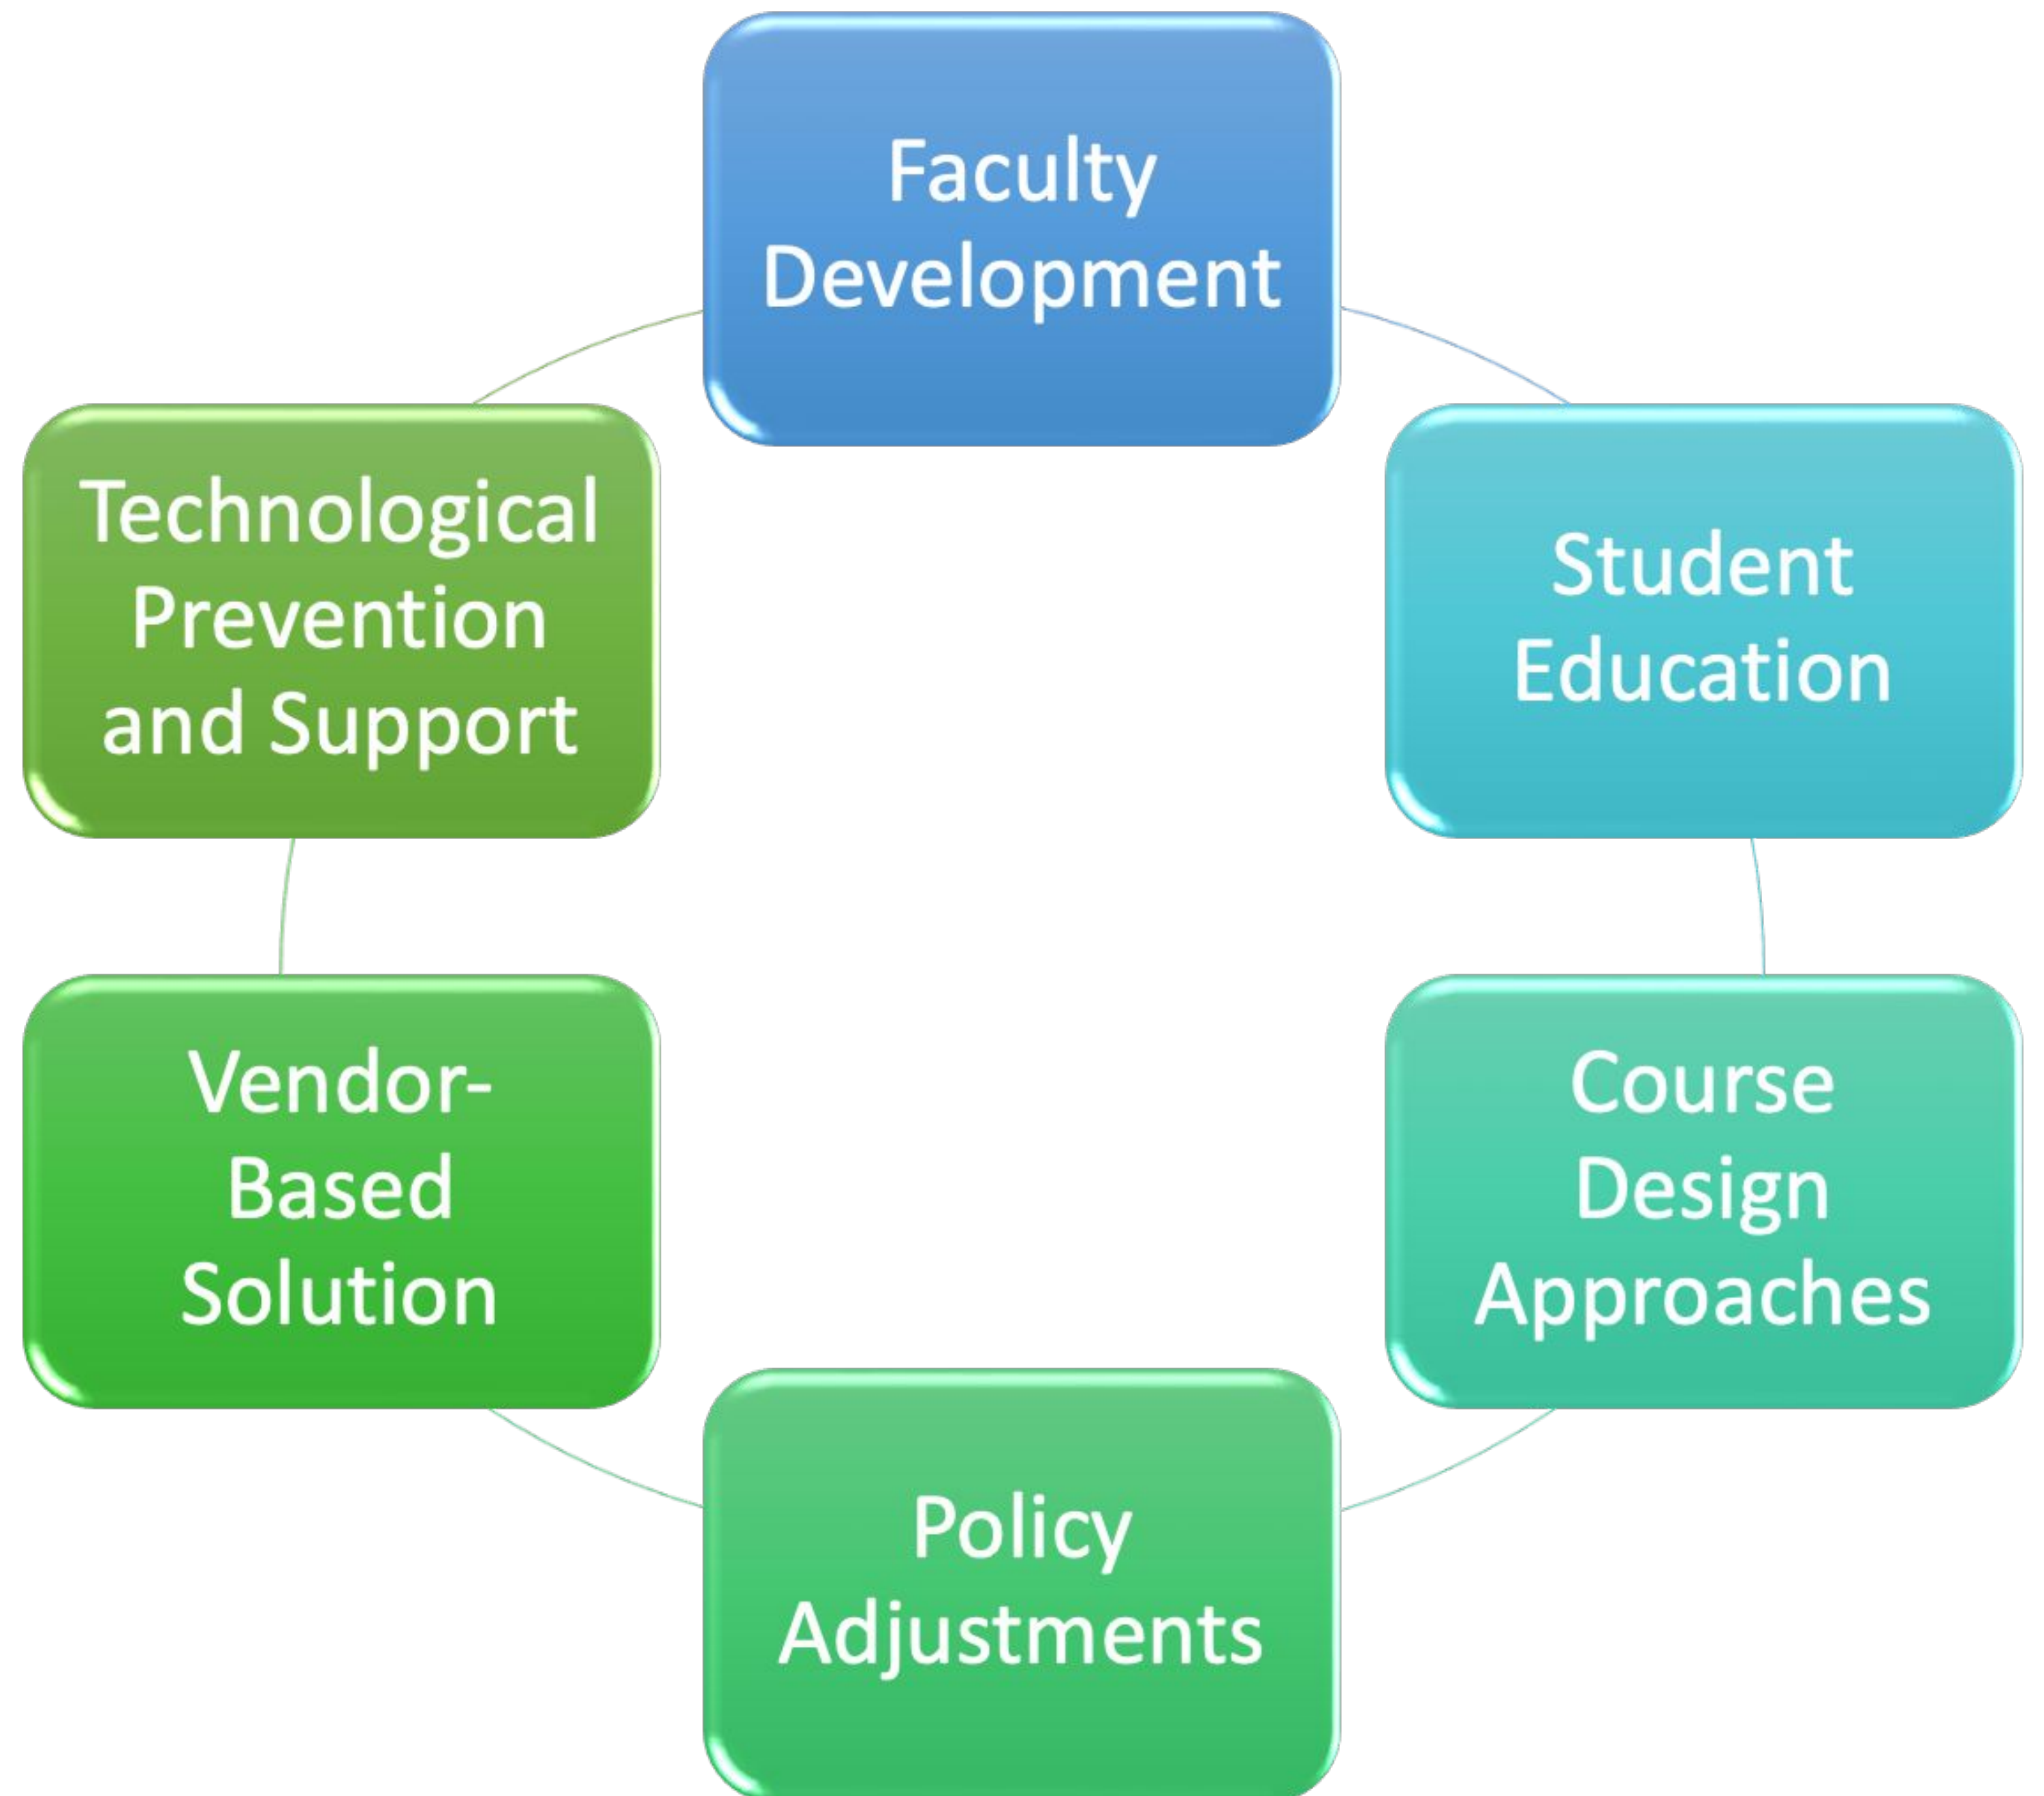 Faculty
Development
Student
Education
Course
Design
Approaches
Policy
Adjustments
Vendor-
Based
Solution
Technological
Prevention
and Support